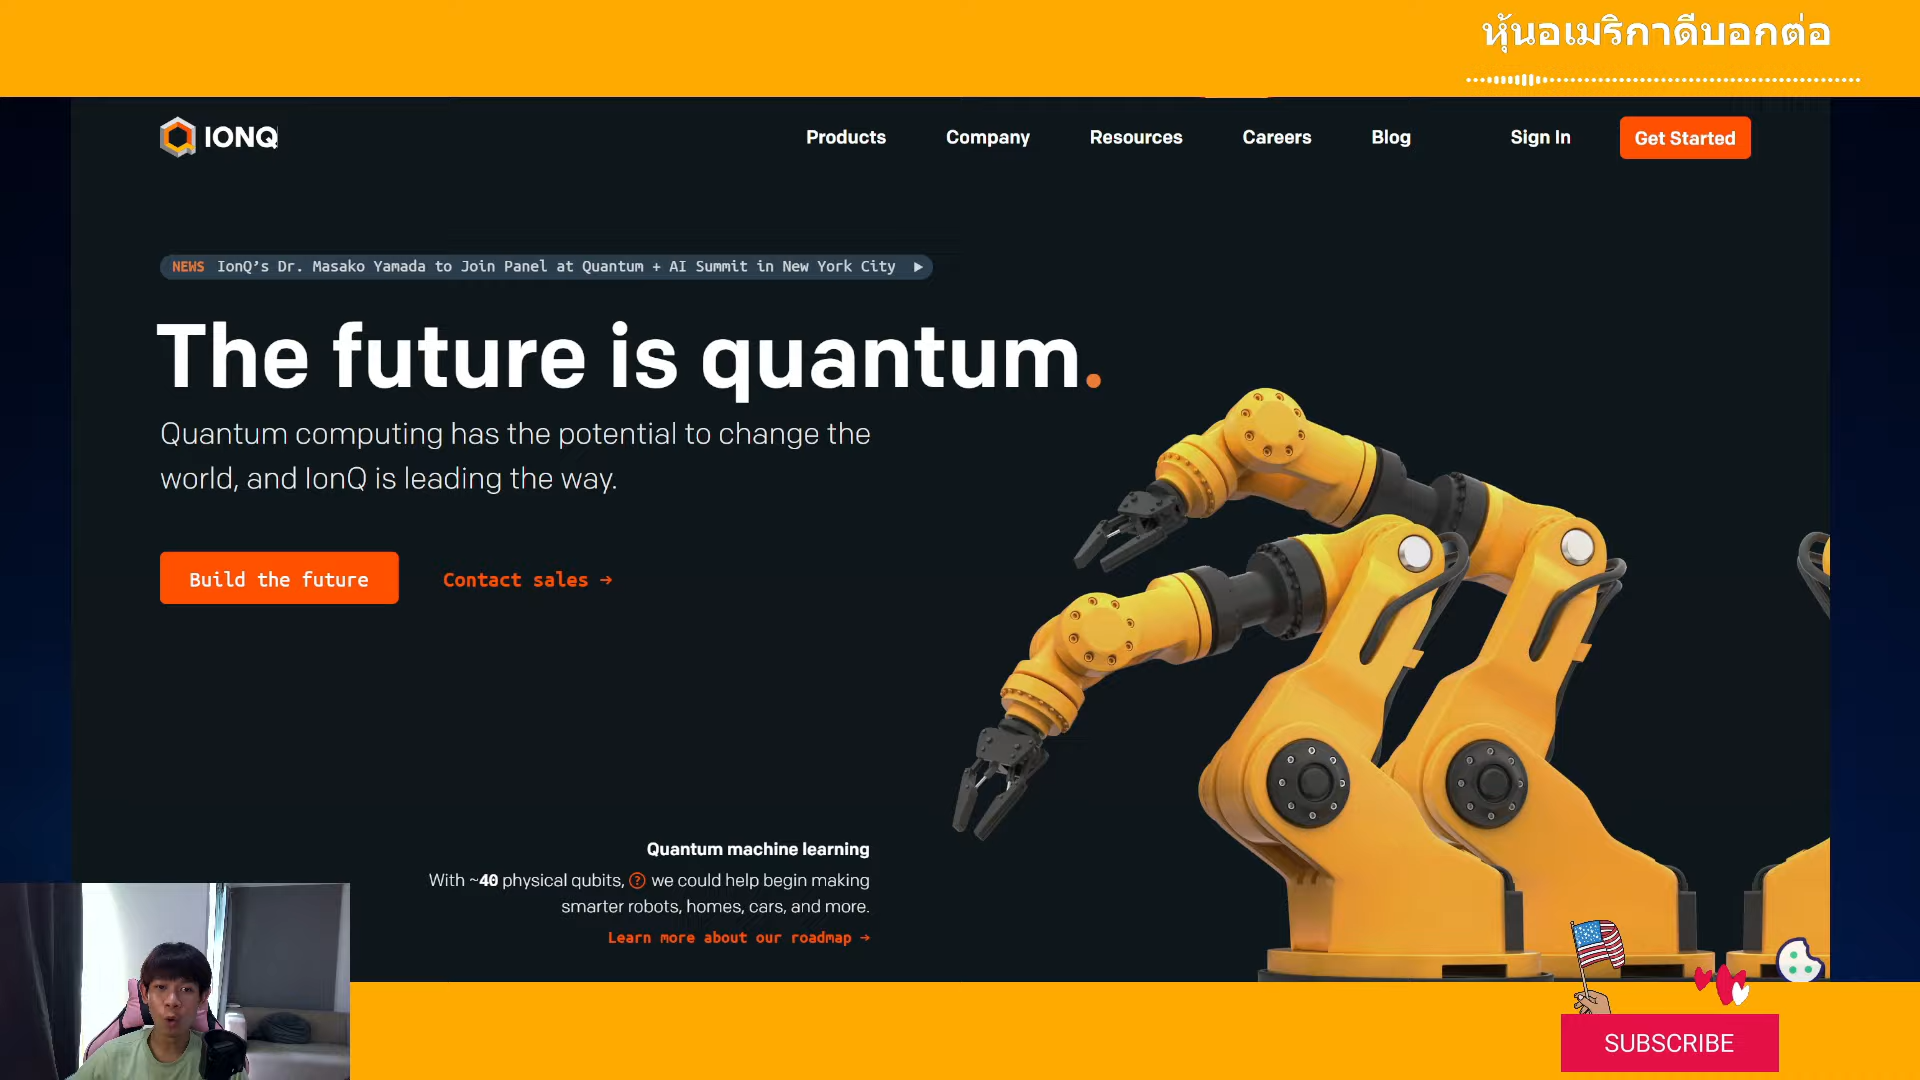 หุ้นอเมริกาดีบอกต่อ
IONQ
Products
Company
Resources
Careers
Blog
Sign In
Get Started
NEWS IonQ’s Dr. Masako Yamada to Join Panel at Quantum + AI Summit in New York City
The future is quantum.
Quantum computing has the potential to change the
world, and IonQ is leading the way.
Build the future
Contact sales →
Quantum machine learning
With ~40 physical qubits, ? we could help begin making
smarter robots, homes, cars, and more.
Learn more about our roadmap →
SUBSCRIBE